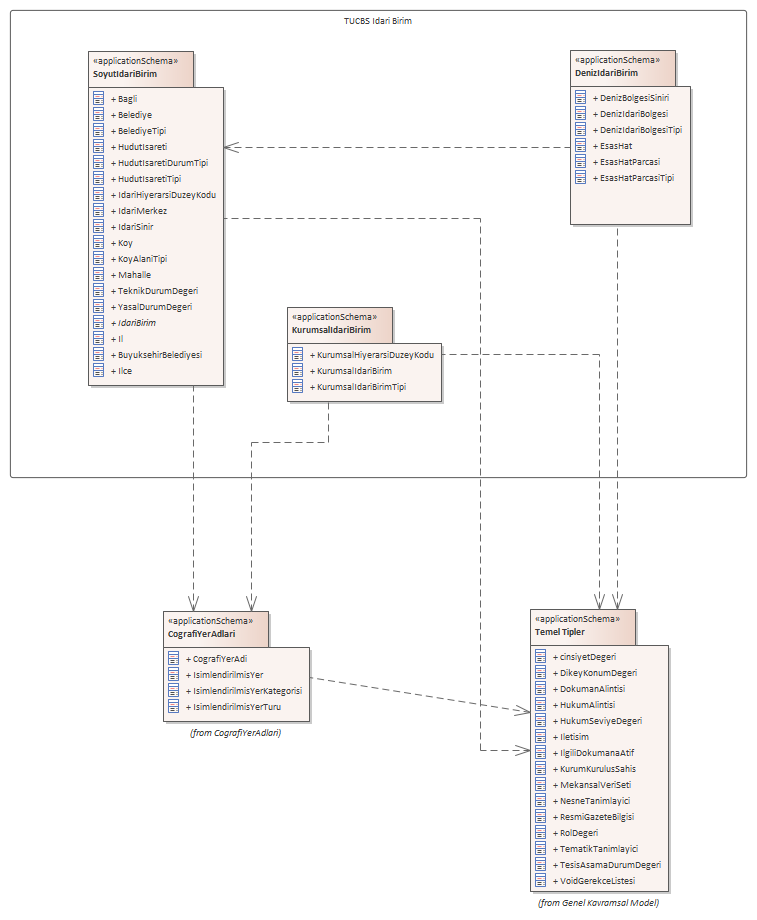 TUCBS Idari Birim
«applicationSchema»
SoyutIdariBirim
+ Bagli
+ Belediye
+ BelediyeTipi
+ HudutIsareti
+ HudutIsaretiDurumTipi
+ HudutIsaretiTipi
+ IdariHiyerarsiDuzeyKodu
+ IdariMerkez
+ IdariSinir
+ Koy
+ KoyAlaniTipi
+ Mahalle
+ TeknikDurumDegeri
+ YasalDurumDegeri
+ IdariBirim
+ Il
+ BuyuksehirBelediyesi
+ Ilce
«applicationSchema»
DenizIdariBirim
+ DenizBolgesiSiniri
+ DenizIdariBolgesi
+ DenizIdariBolgesiTipi
+ EsasHat
+ EsasHatParcasi
+ EsasHatParcasiTipi
«applicationSchema»
KurumsalIdariBirim
+ KurumsalHiyerarsiDuzeyKodu
+ KurumsalIdariBirim
+ KurumsalIdariBirimTipi
«applicationSchema»
CografiYerAdlari
+ CografiYerAdi
+ IsimlendirilmisYer
+ IsimlendirilmisYerKategorisi
+ IsimlendirilmisYerTuru
(from CografiYerAdlari)
«applicationSchema»
Temel Tipler
+ cinsiyetDegeri
+ DikeyKonumDegeri
+ DokumanAlintisi
+ HukumAlintisi
+ HukumSeviyeDegeri
+ Iletisim
+ IlgiliDokumanaAtif
+ KurumKurulusSahis
+ MekansalVeriSeti
+ NesneTanimlayici
+ ResmiGazeteBilgisi
+ RolDegeri
+ TematikTanimlayici
+ TesisAsamaDurumDegeri
+ VoidGerekceListesi
(from Genel Kavramsal Model)